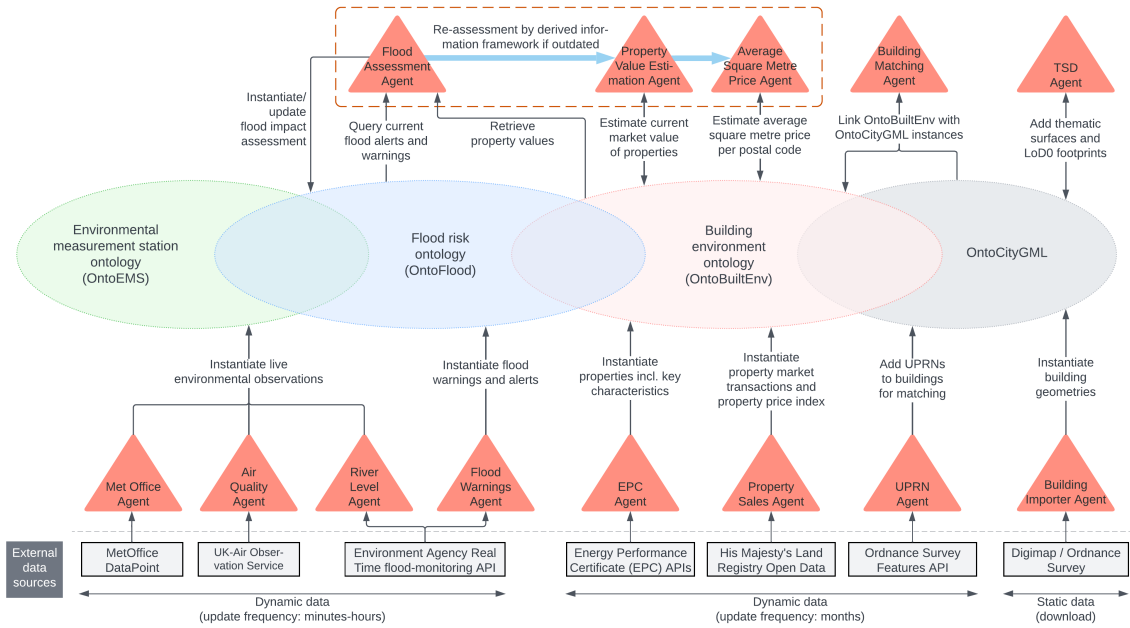 Re-assessment by derived infor-
mation framework if outdated
Flood
Assessment
Agent
Property
Value Esti-
mation Agent
Average
Square Metre
Price Agent
Building
Matching
Agent
TSD
Agent
Instantiate/
update
flood impact
assessment
Query current
flood alerts and
warnings
Retrieve
property values
Estimate current
market value
of properties
Estimate average
square metre price
per postal code
Link OntoBuiltEnv with
OntoCityGML instances
Add thematic
surfaces and
LoD0 footprints
Environmental
measurement station
ontology
(OntoEMS)
Flood risk
ontology
(OntoFlood)
Building
environment
ontology
(OntoBuiltEnv)
OntoCityGML
Instantiate live
environmental observations
Instantiate flood
warnings and alerts
Instantiate
properties incl. key
characteristics
Instantiate
property market
transactions and
property price index
Add UPRNs
to buildings
for matching
Instantiate
building
geometries
Met Office
Agent
Air
Quality
Agent
River
Level
Agent
Flood
Warnings
Agent
EPC
Agent
Property
Sales Agent
UPRN
Agent
Building
Importer Agent
External
data
sources
MetOffice
DataPoint
UK-Air Obser-
vation Service
Environment Agency Real
Time flood-monitoring API
Energy Performance
Certificate (EPC) APIs
His Majesty's Land
Registry Open Data
Ordnance Survey
Features API
Digimap / Ordnance
Survey
Dynamic data
(update frequency: minutes-hours)
Dynamic data
(update frequency: months)
Static data
(download)